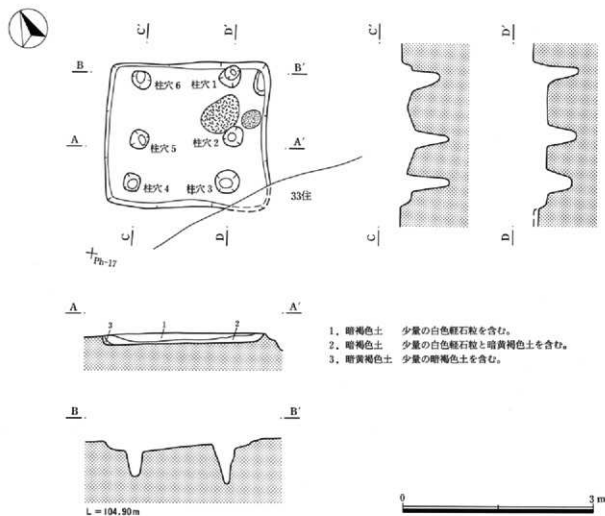 C'
D'
B
B'
柱穴6
柱穴1
A
柱穴2
A'
柱穴5
柱穴4
柱穴3
33住
C
D
Ph-17
C'
D'
C
D
A
A'
3
1
2
1．暗褐色土 少量の白色軽石粒を含む。
2．暗褐色土 少量の白色軽石粒と暗黄褐色土を含む。
3．暗黄褐色土 少量の暗褐色土を含む。
B
B'
L＝104.90m
0
3 m